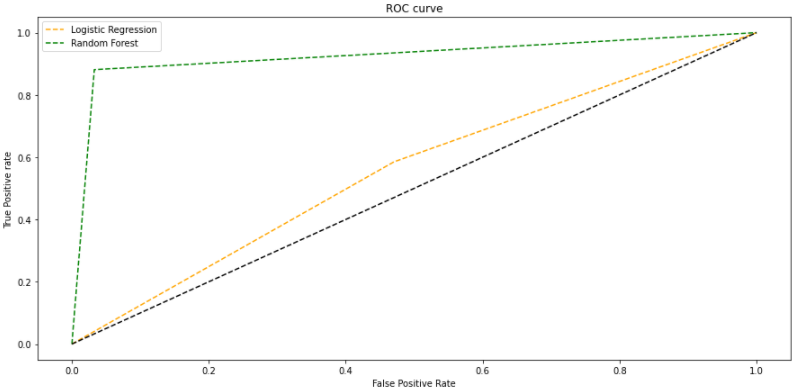 ROC curve
Logistic Regression
Random Forest
True Positive rate
1.0
0.8
0.6
0.4
0.2
0.0
0.0 0.2 0.4 0.6 0.8 1.0
False Positive Rate